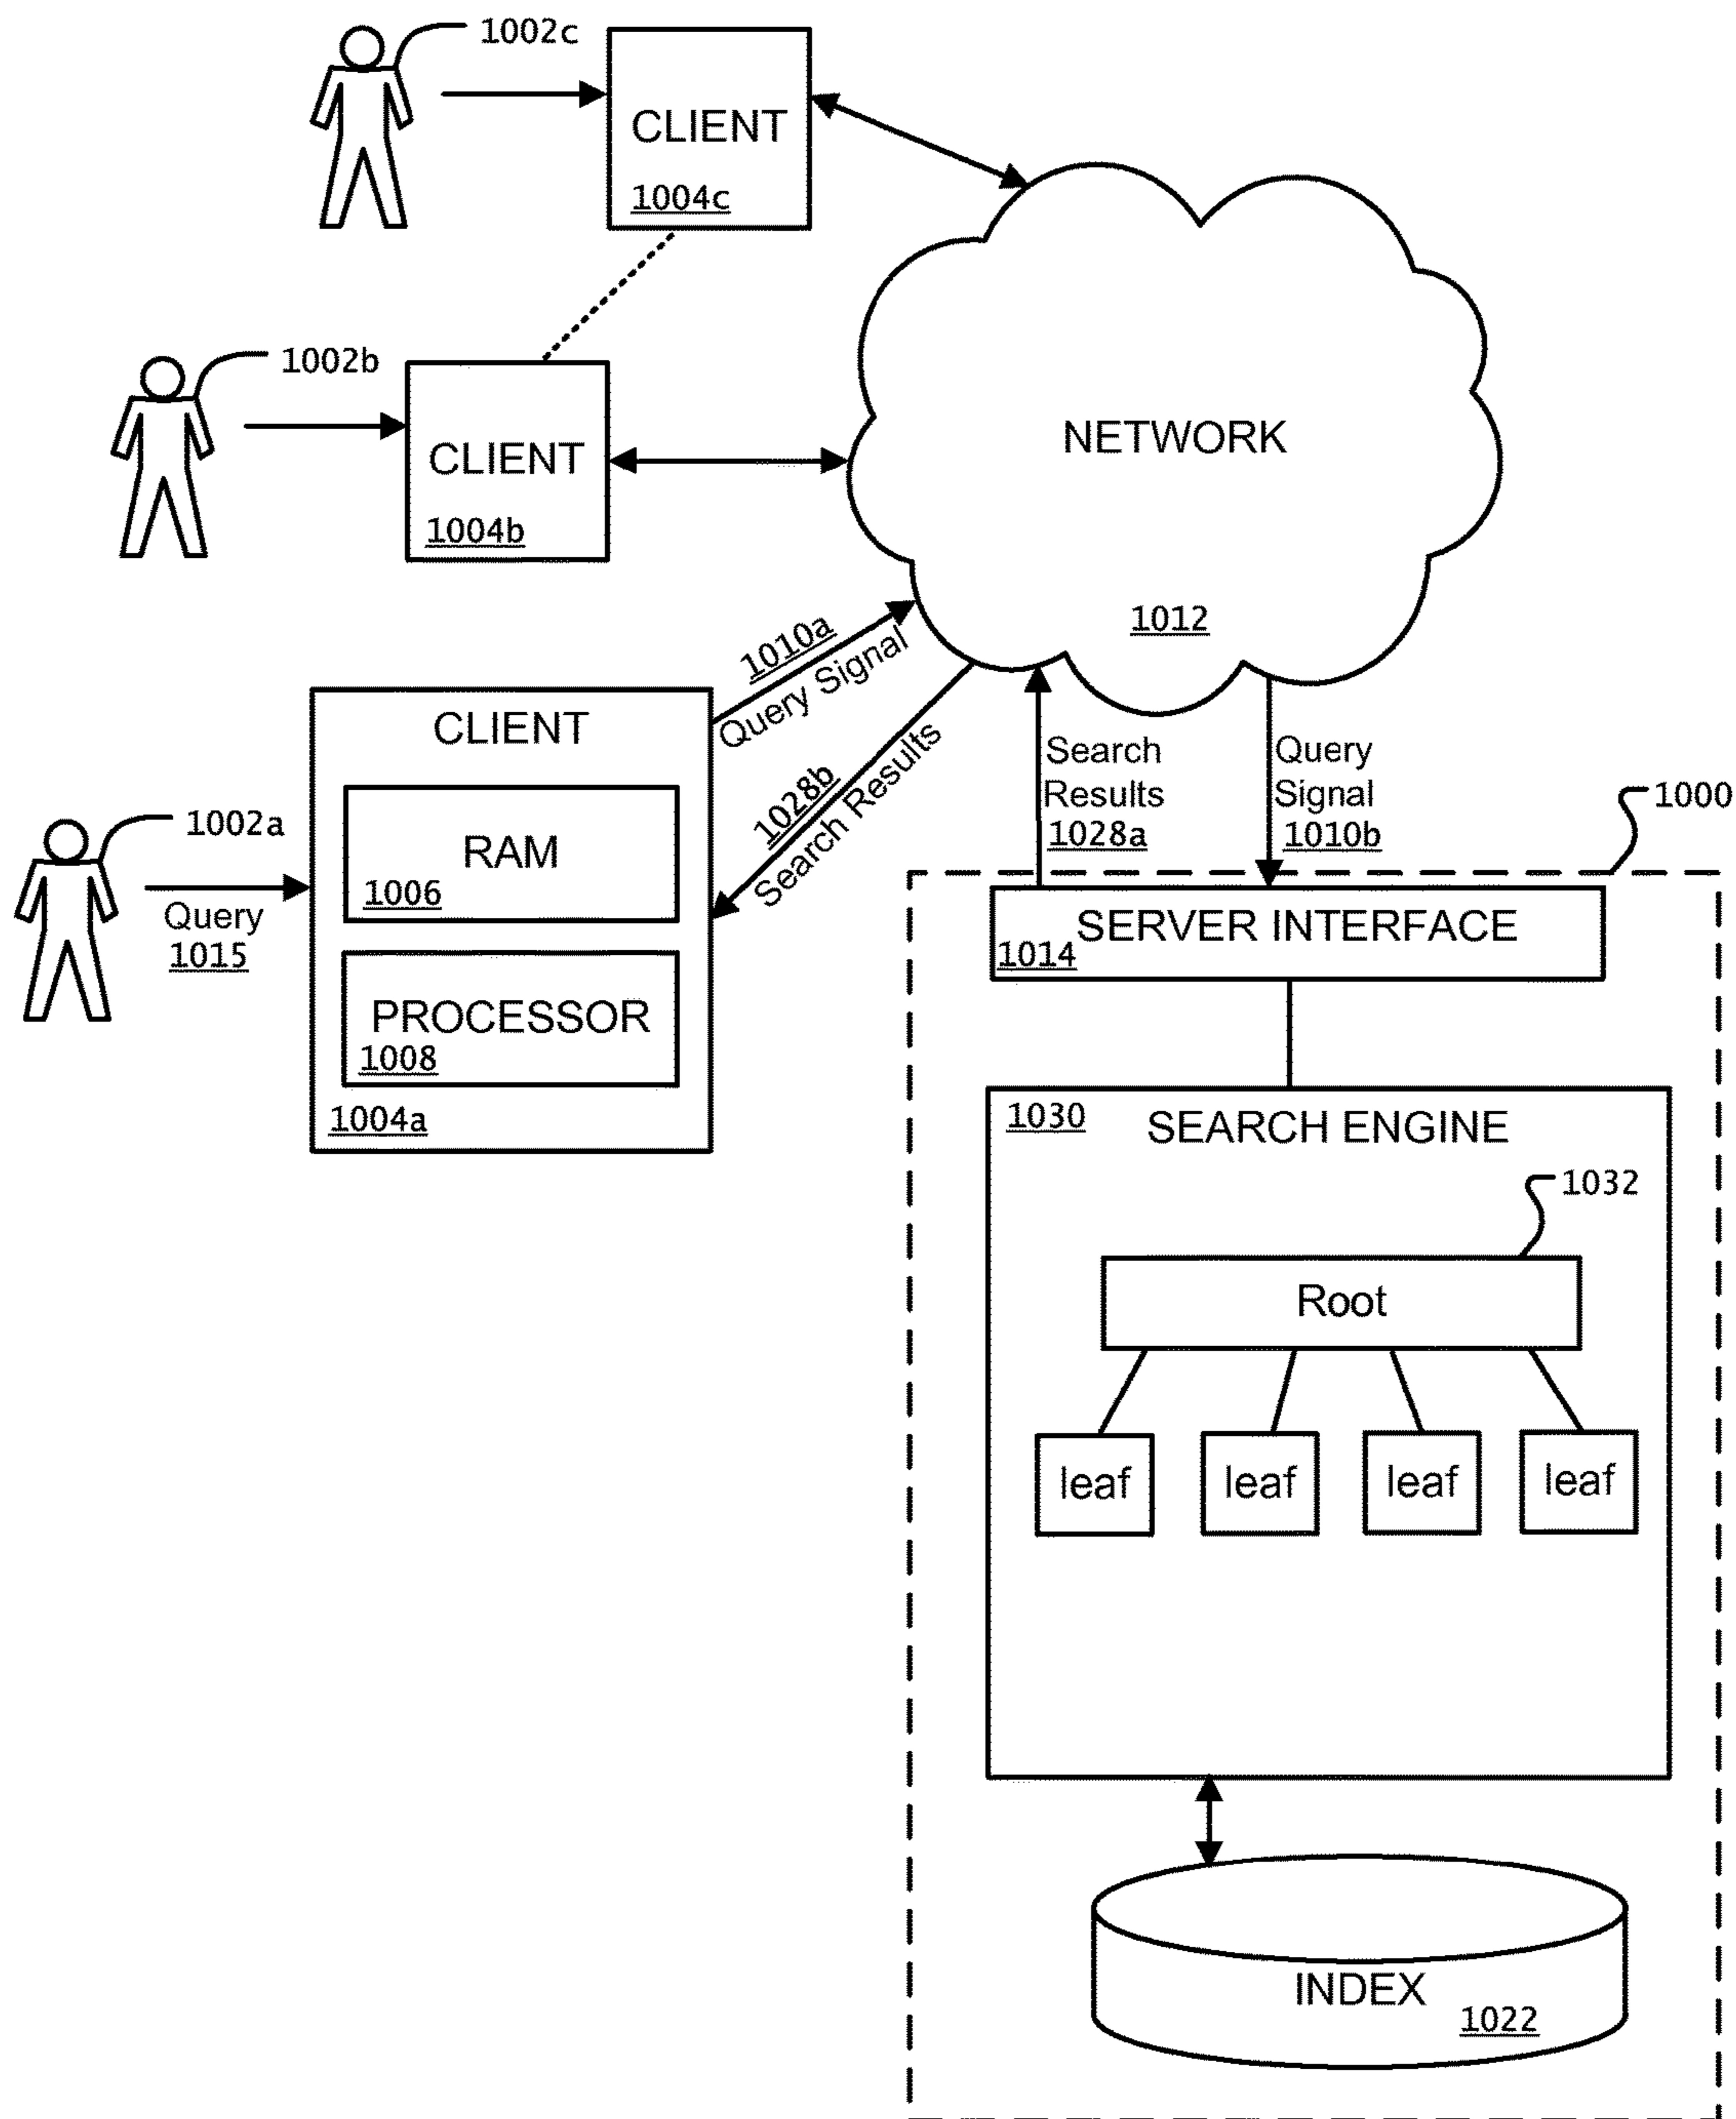 1002c
CLIENT
1004c
1002b
CLIENT
1004b
NETWORK
1012
1010a
Query Signal
1028b
Search Results
CLIENT
RAM
1006
PROCESSOR
1008
1004a
1002a
Query
1015
Search
Results
1028a
Query
Signal
1010b
1000
SERVER INTERFACE
1014
1030
SEARCH ENGINE
1032
Root
leaf
leaf
leaf
leaf
INDEX
1022